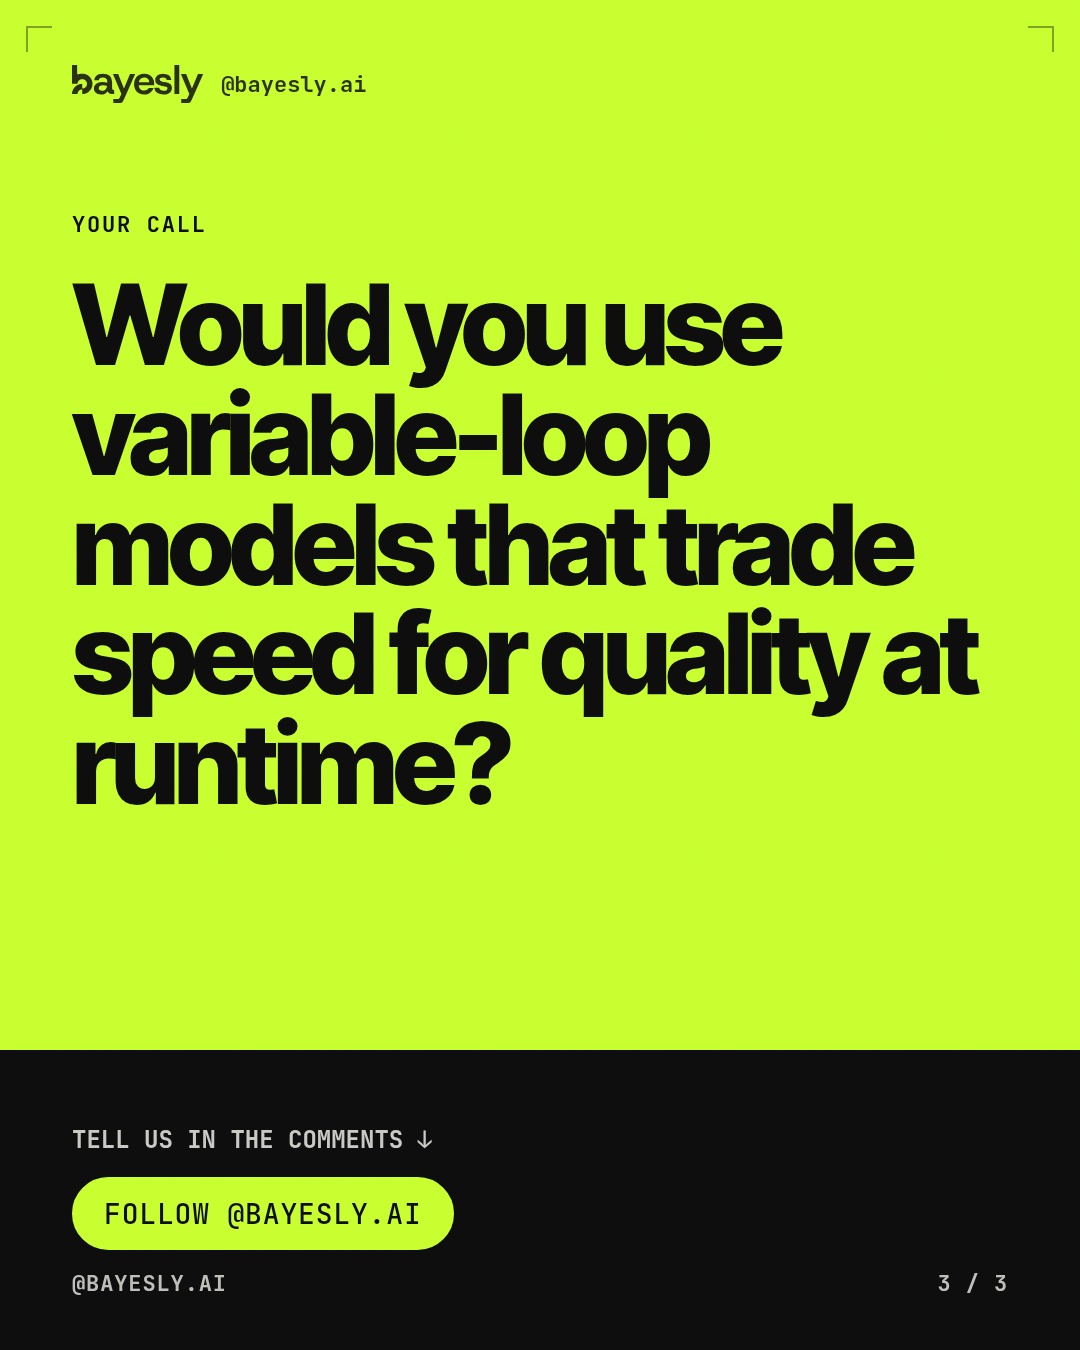 bayesly @bayesly.ai
YOUR CALL
Would you use
variable-loop
models that trade
speed for quality at
runtime?
TELL US IN THE COMMENTS ↓
FOLLOW @BAYESLY.AI
@BAYESLY.AI
3 / 3